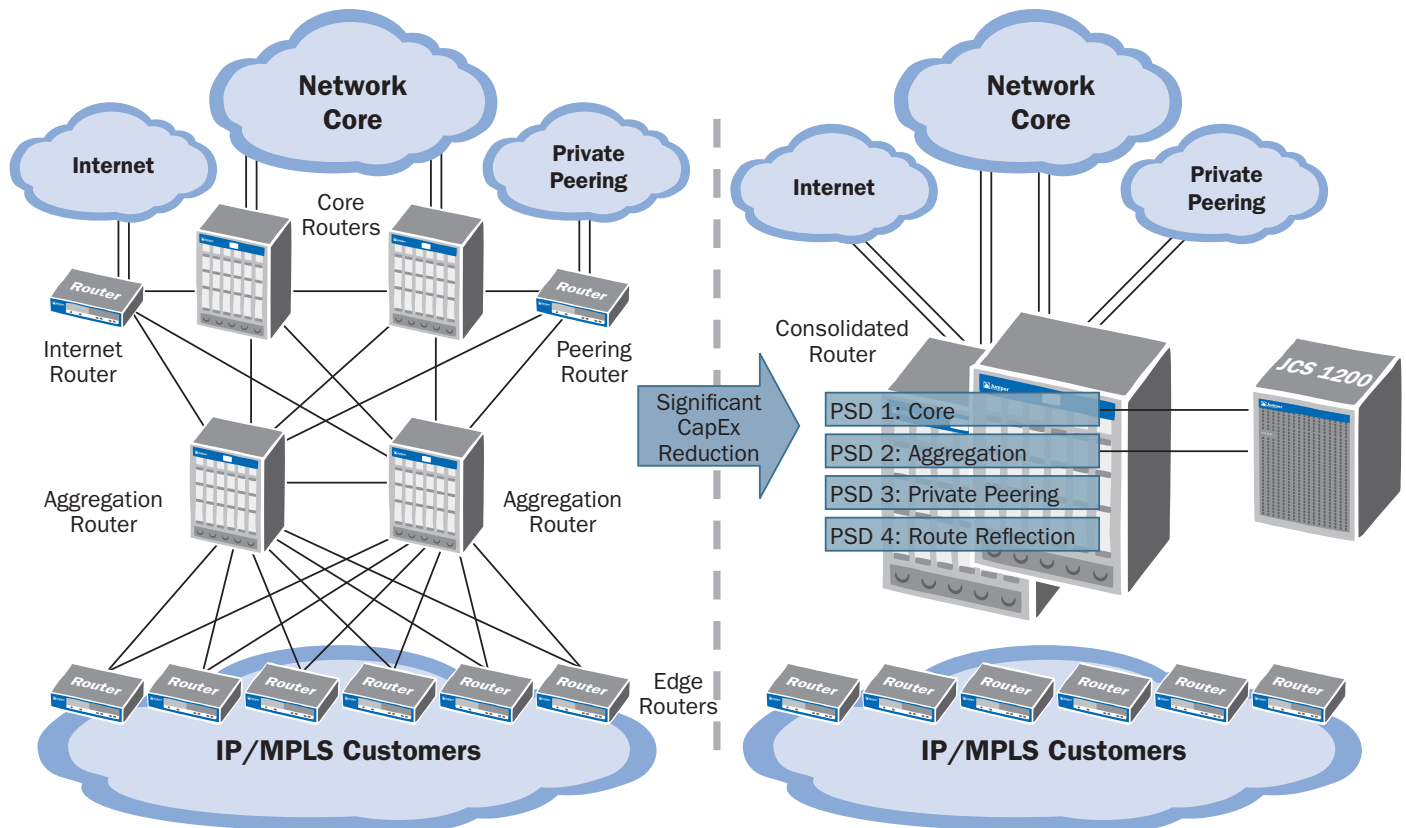 Network
Core
Internet
Private
Peering
Core
Routers
Router
Router
Internet
Router
Peering
Router
Aggregation
Router
Aggregation
Router
Router
Router
Router
Router
Router
Router
Edge
Routers
IP/MPLS Customers
Significant
CapEx
Reduction
Network
Core
Internet
Private
Peering
Consolidated
Router
Juniper
JCS 1200
Juniper
PSD 1: Core
PSD 2: Aggregation
PSD 3: Private Peering
PSD 4: Route Reflection
Router
Router
Router
Router
Router
Router
IP/MPLS Customers